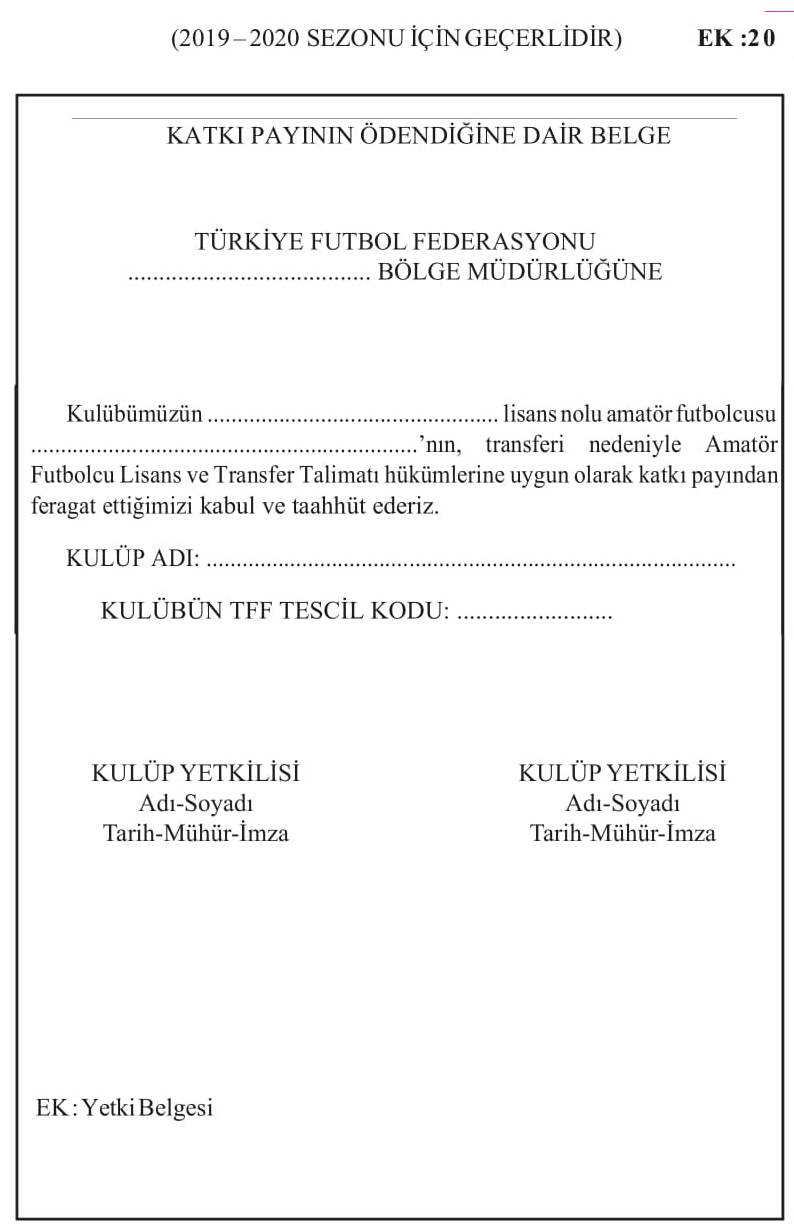 (2019 – 2020 SEZONU İÇİN GEÇERLİDİR) EK :20
KATKI PAYININ ÖDENDİĞİNE DAİR BELGE
TÜRKİYE FUTBOL FEDERASYONU
....................................... BÖLGE MÜDÜRLÜĞÜNE
Kulübümüzün ................................................. lisans nolu amatör futbolcusu
.................................................................'nın, transferi nedeniyle Amatör
Futbolcu Lisans ve Transfer Talimatı hükümlerine uygun olarak katkı payından
feragat ettiğimizi kabul ve taahhüt ederiz.
KULÜP ADI: .........................................................................................
KULÜBÜN TFF TESCİL KODU: .........................
KULÜP YETKİLİSİ KULÜP YETKİLİSİ
Adı-Soyadı Adı-Soyadı
Tarih-Mühür-İmza Tarih-Mühür-İmza
EK : Yetki Belgesi